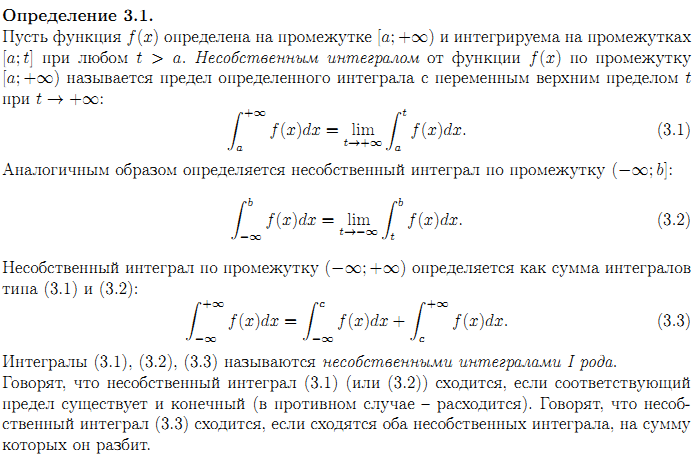 Определение 3.1.
Пусть функция f(x) определена на промежутке [a; +∞) и интегрируема на промежутках
[a; t] при любом t > a. Несобственным интегралом от функции f(x) по промежутку
[a; +∞) называется предел определенного интеграла с переменным верхним пределом t
при t → +∞:
∫_a^{+∞} f(x)dx = lim_{t→+∞} ∫_a^t f(x)dx. (3.1)
Аналогичным образом определяется несобственный интеграл по промежутку (−∞; b]:
∫_{−∞}^b f(x)dx = lim_{t→−∞} ∫_t^b f(x)dx. (3.2)
Несобственный интеграл по промежутку (−∞; +∞) определяется как сумма интегралов
типа (3.1) и (3.2):
∫_{−∞}^{+∞} f(x)dx = ∫_{−∞}^c f(x)dx + ∫_c^{+∞} f(x)dx. (3.3)
Интегралы (3.1), (3.2), (3.3) называются несобственными интегралами I рода.
Говорят, что несобственный интеграл (3.1) (или (3.2)) сходится, если соответствующий
предел существует и конечный (в противном случае – расходится). Говорят, что несоб-
ственный интеграл (3.3) сходится, если сходятся оба несобственных интеграла, на сумму
которых он разбит.